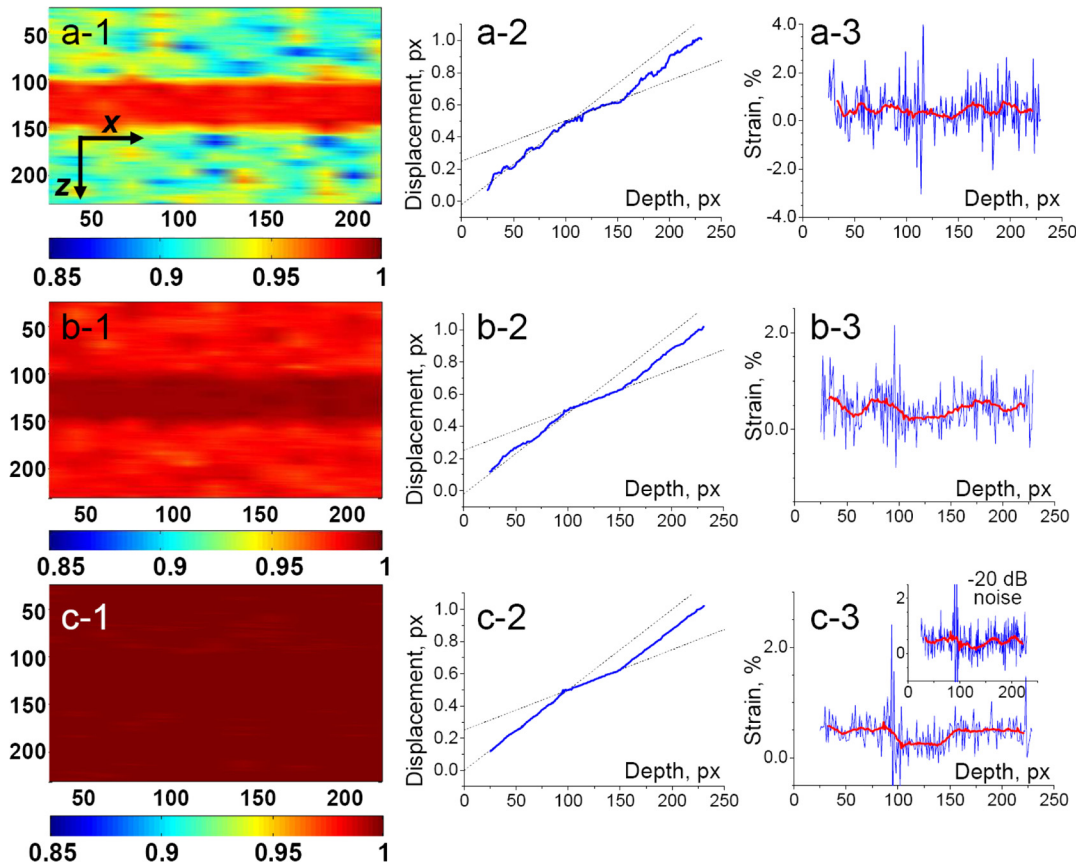 a-1
50
100
150
200
x
z
50 100 150 200
0.85 0.9 0.95 1
a-2
Displacement, px
1.0
0.8
0.6
0.4
0.2
0.0
Depth, px
0 50 100 150 200 250
a-3
Strain, %
4.0
2.0
0.0
-2.0
-4.0
Depth, px
0 50 100 150 200 250
b-1
50
100
150
200
50 100 150 200
0.85 0.9 0.95 1
b-2
Displacement, px
1.0
0.8
0.6
0.4
0.2
0.0
Depth, px
0 50 100 150 200 250
b-3
Strain, %
2.0
0.0
Depth, px
0 50 100 150 200 250
c-1
50
100
150
200
50 100 150 200
0.85 0.9 0.95 1
c-2
Displacement, px
1.0
0.8
0.6
0.4
0.2
0.0
Depth, px
0 50 100 150 200 250
c-3
-20 dB
noise
2
1
0
0 100 200
Strain, %
2.0
0.0
Depth, px
0 50 100 150 200 250